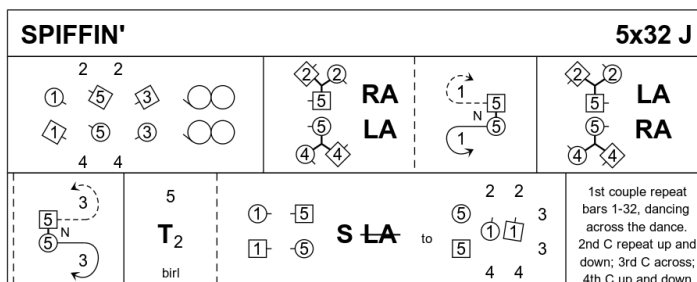 SPIFFIN' 5x32 J
2 2
1 5 3
1 5 3
4 4
2 2
5 RA
5 LA
4 4
1 5
N 5
1
2 2
5 LA
5 RA
4 4
3
5
5 N
3
5
T2
birl
1 5
1 5
S LA to
2 2
5 1 1 3
5 3
4 4
1st couple repeat
bars 1-32, dancing
across the dance.
2nd C repeat up and
down; 3rd C across;
4th C up and down